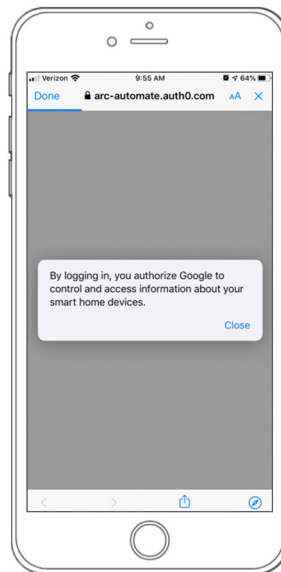 Verizon 9:55 AM 64%
Done arc-automate.auth0.com AA
By logging in, you authorize Google to
control and access information about your
smart home devices.
Close